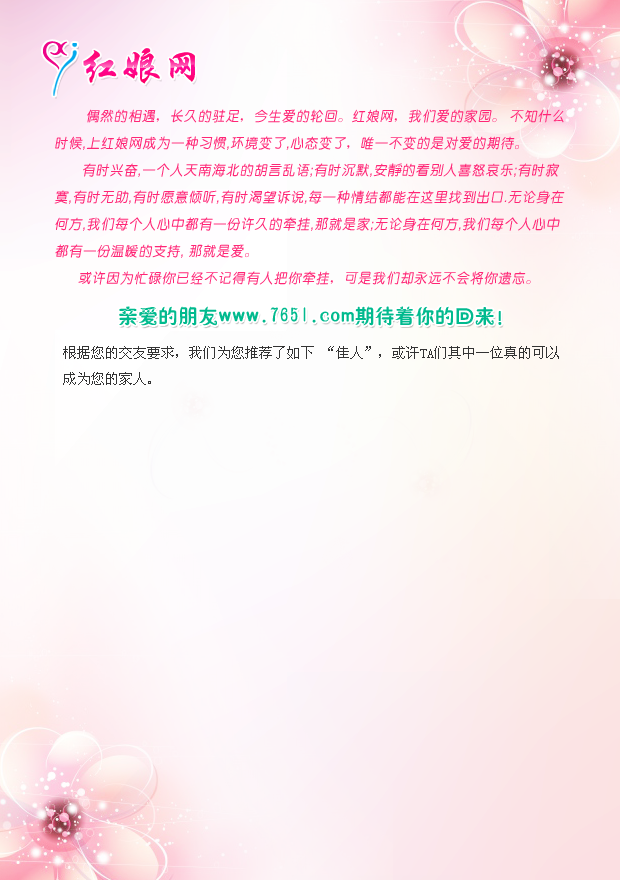 红娘网
偶然的相遇，长久的驻足，今生爱的轮回。红娘网，我们爱的家园。 不知什么
时候,上红娘网成为一种习惯,环境变了,心态变了，唯一不变的是对爱的期待。
有时兴奋,一个人天南海北的胡言乱语;有时沉默,安静的看别人喜怒哀乐;有时寂
寞,有时无助,有时愿意倾听,有时渴望诉说,每一种情结都能在这里找到出口.无论身在
何方,我们每个人心中都有一份许久的牵挂,那就是家;无论身在何方,我们每个人心中
都有一份温暖的支持, 那就是爱。
或许因为忙碌你已经不记得有人把你牵挂，可是我们却永远不会将你遗忘。
亲爱的朋友www.7651.com期待着你的回来!
根据您的交友要求，我们为您推荐了如下 “佳人”，或许TA们其中一位真的可以
成为您的家人。